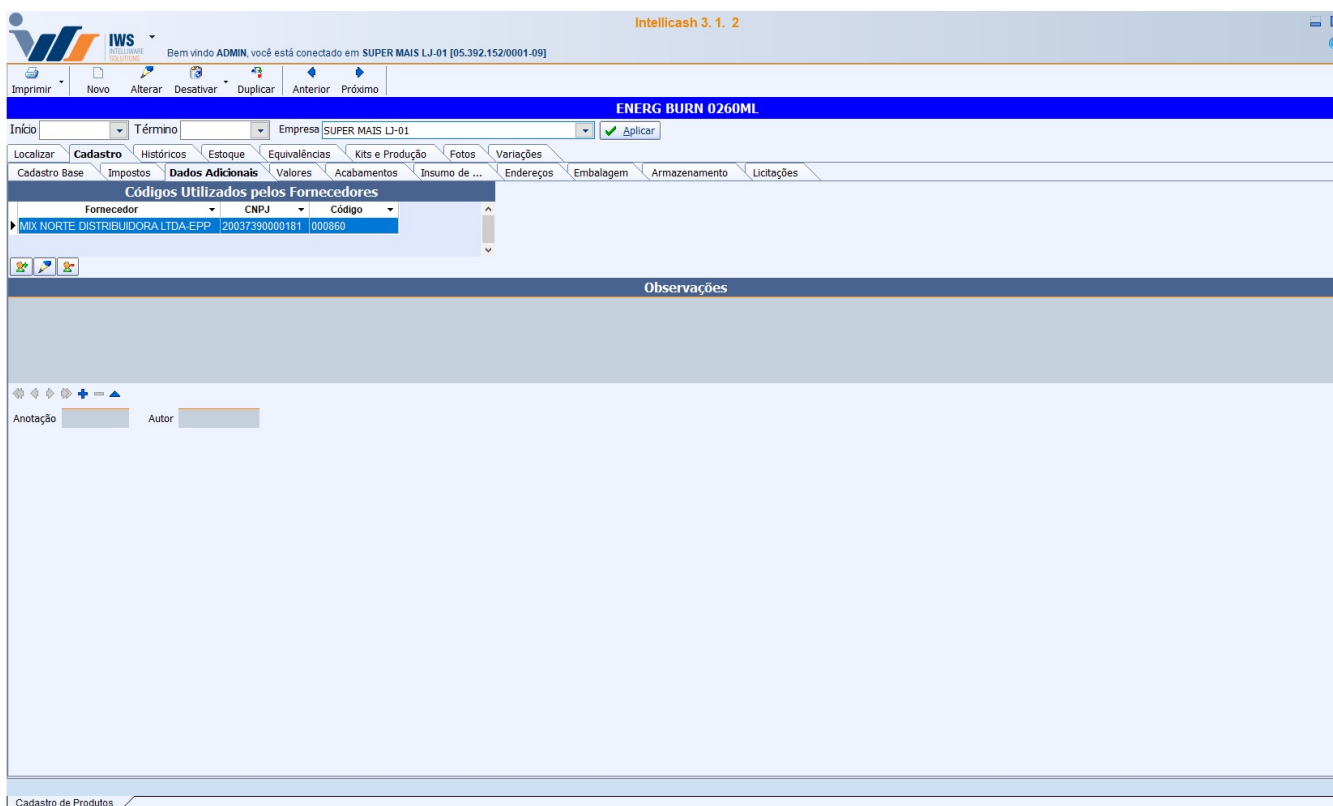 Intellicash 3. 1. 2
IWS
INTELLIWARE
SOLUTIONS
Bem vindo ADMIN, você está conectado em SUPER MAIS LJ-01 [05.392.152/0001-09]
Imprimir Novo Alterar Desativar Duplicar Anterior Próximo
ENERG BURN 0260ML
Início Término Empresa SUPER MAIS LJ-01 Aplicar
Localizar Cadastro Históricos Estoque Equivalências Kits e Produção Fotos Variações
Cadastro Base Impostos Dados Adicionais Valores Acabamentos Insumo de ... Endereços Embalagem Armazenamento Licitações
Códigos Utilizados pelos Fornecedores
Fornecedor CNPJ Código
MIX NORTE DISTRIBUIDORA LTDA-EPP 20037390000181 000860
Observações
Anotação Autor
Cadastro de Produtos